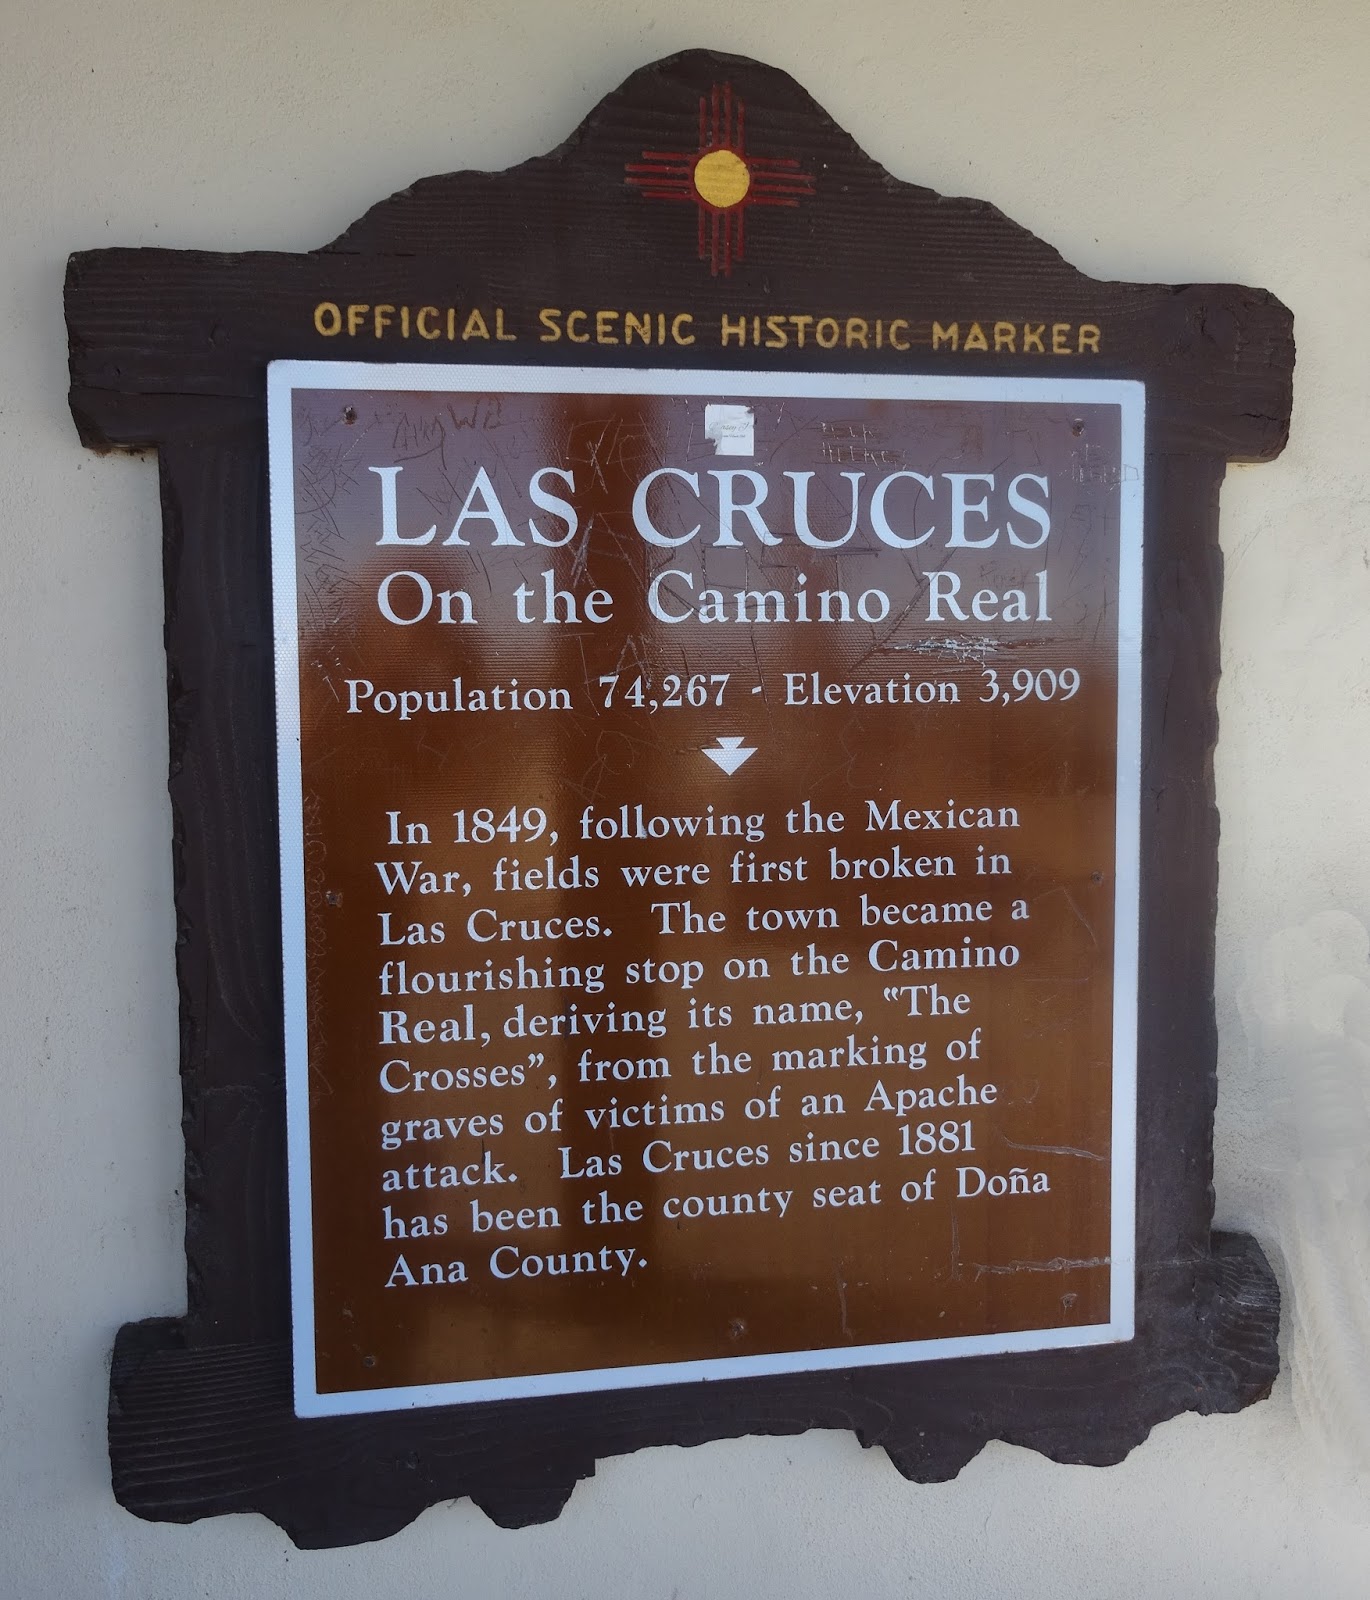 OFFICIAL SCENIC HISTORIC MARKER
LAS CRUCES
On the Camino Real
Population 74,267 - Elevation 3,909
In 1849, following the Mexican
War, fields were first broken in
Las Cruces. The town became a
flourishing stop on the Camino
Real, deriving its name, "The
Crosses", from the marking of
graves of victims of an Apache
attack. Las Cruces since 1881
has been the county seat of Doña
Ana County.